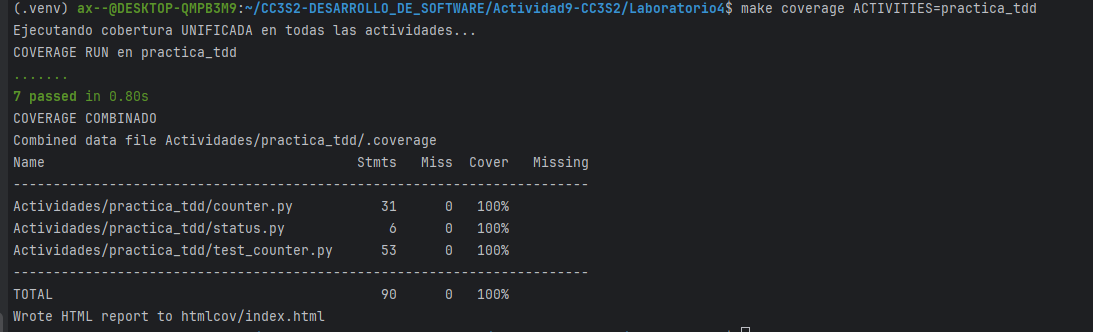 (.venv) ax--@DESKTOP-QMPB3M9:~/CC3S2-DESARROLLO_DE_SOFTWARE/Actividad9-CC3S2/Laboratorio4$ make coverage ACTIVITIES=practica_tdd
Ejecutando cobertura UNIFICADA en todas las actividades...
COVERAGE RUN en practica_tdd
.......
7 passed in 0.80s
COVERAGE COMBINADO
Combined data file Actividades/practica_tdd/.coverage
Name                                    Stmts   Miss  Cover   Missing
---------------------------------------------------------------------
Actividades/practica_tdd/counter.py        31      0   100%
Actividades/practica_tdd/status.py          6      0   100%
Actividades/practica_tdd/test_counter.py   53      0   100%
---------------------------------------------------------------------
TOTAL                                      90      0   100%
Wrote HTML report to htmlcov/index.html